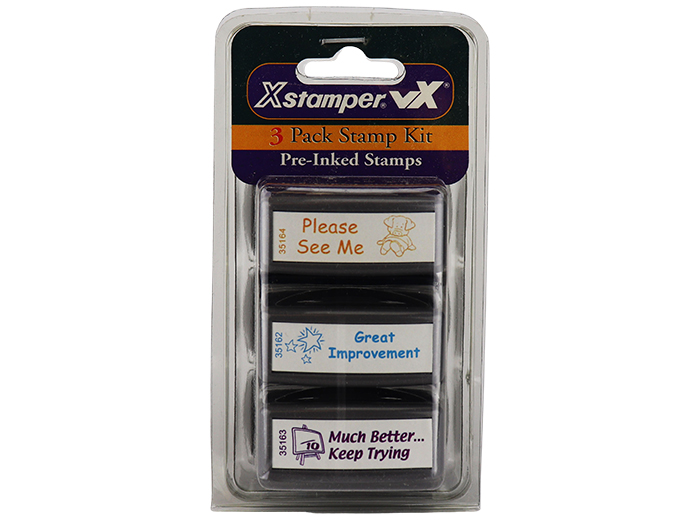 Xstamper® VX®
3 Pack Stamp Kit
Pre-Inked Stamps
35164
Please
See Me
35162
Great
Improvement
35163
10
Much Better...
Keep Trying